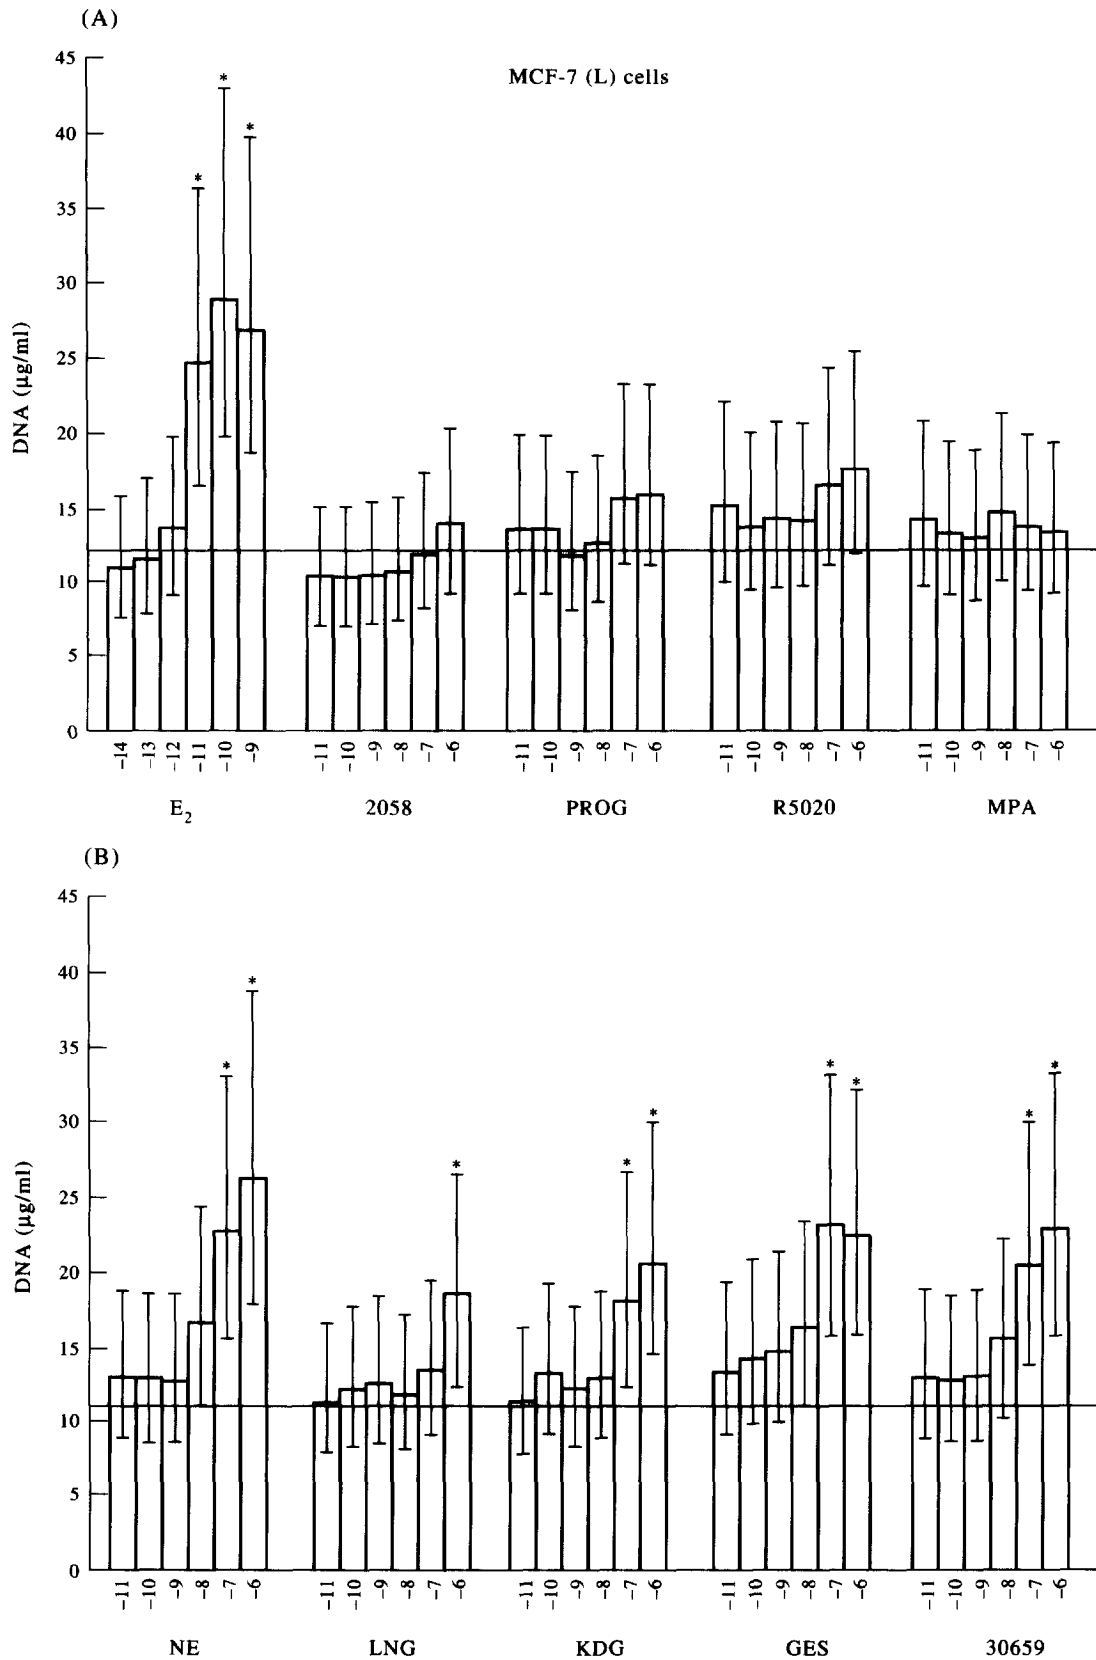 (A)
MCF-7 (L) cells
45
40
35
30
25
20
15
10
5
0
DNA (µg/ml)
* * *
-14 -13 -12 -11 -10 -9 -11 -10 -9 -8 -7 -6 -11 -10 -9 -8 -7 -6 -11 -10 -9 -8 -7 -6 -11 -10 -9 -8 -7 -6
E2 2058 PROG R5020 MPA
(B)
45
40
35
30
25
20
15
10
5
0
DNA (µg/ml)
* * * * * * * * *
-11 -10 -9 -8 -7 -6 -11 -10 -9 -8 -7 -6 -11 -10 -9 -8 -7 -6 -11 -10 -9 -8 -7 -6 -11 -10 -9 -8 -7 -6
NE LNG KDG GES 30659